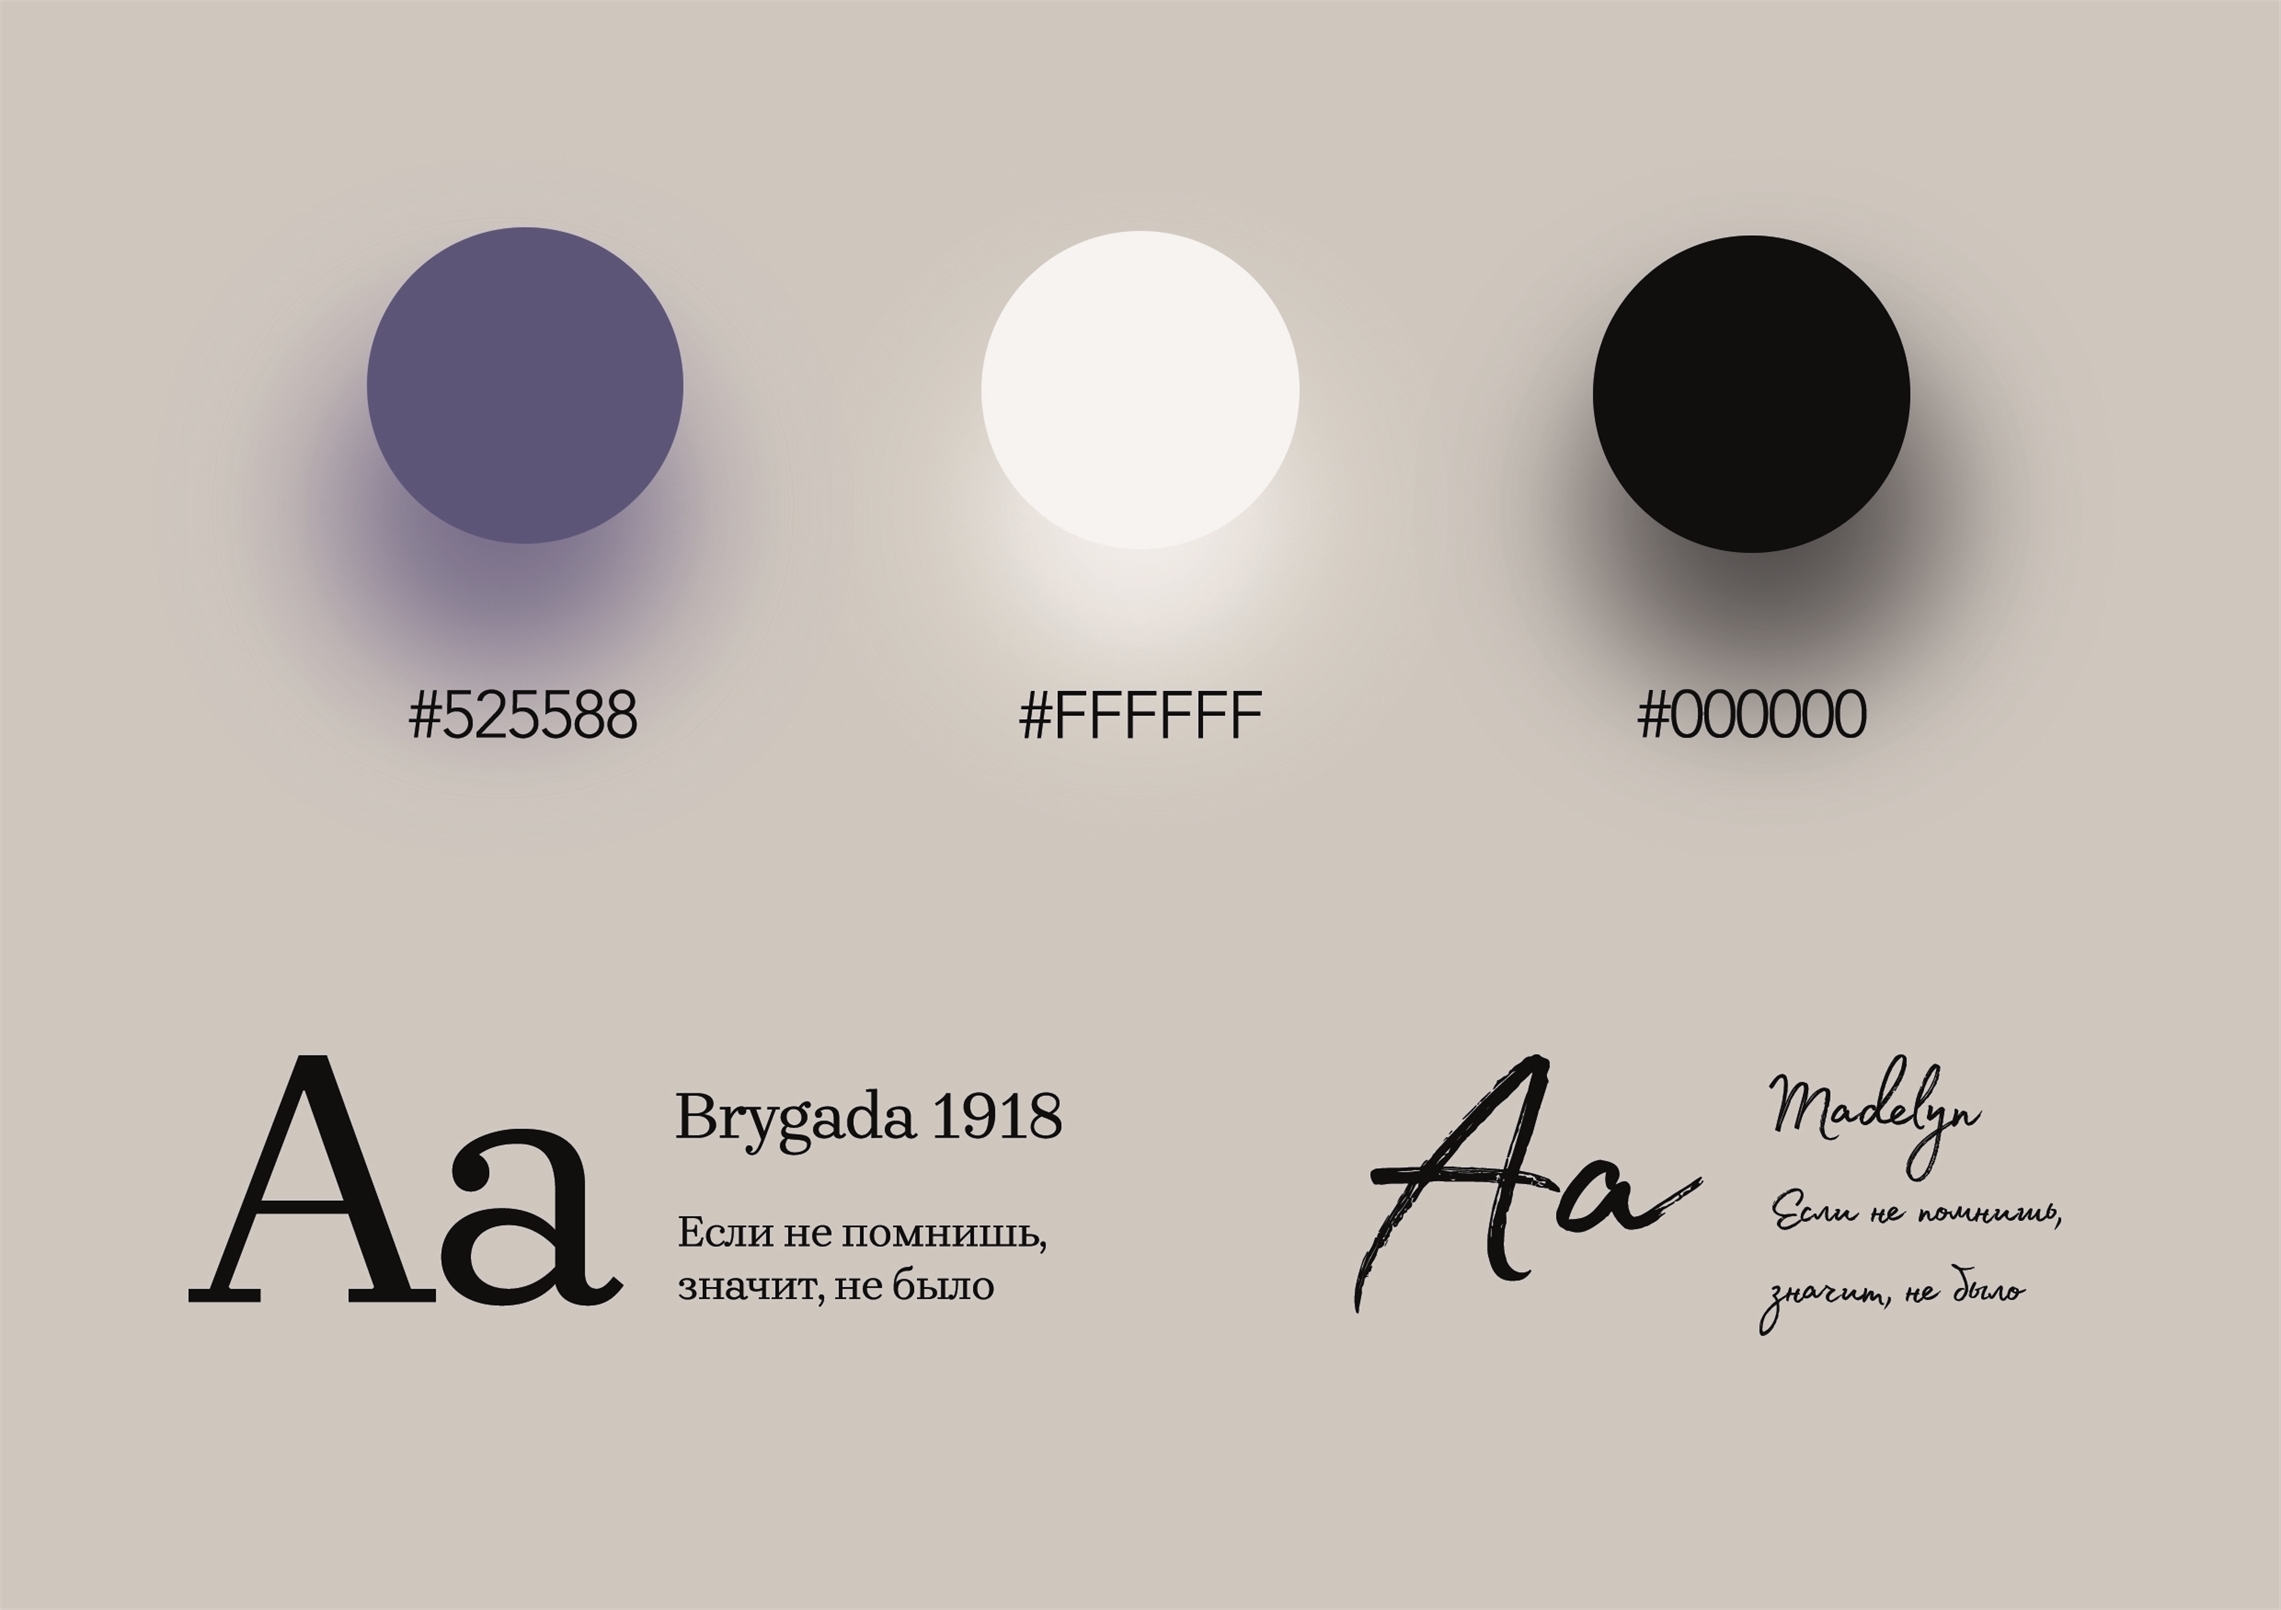 #525588
#FFFFFF
#000000
Aa
Brygada 1918
Если не помнишь,
значит, не было
Aa
Madelyn
Если не помнишь,
значит, не было